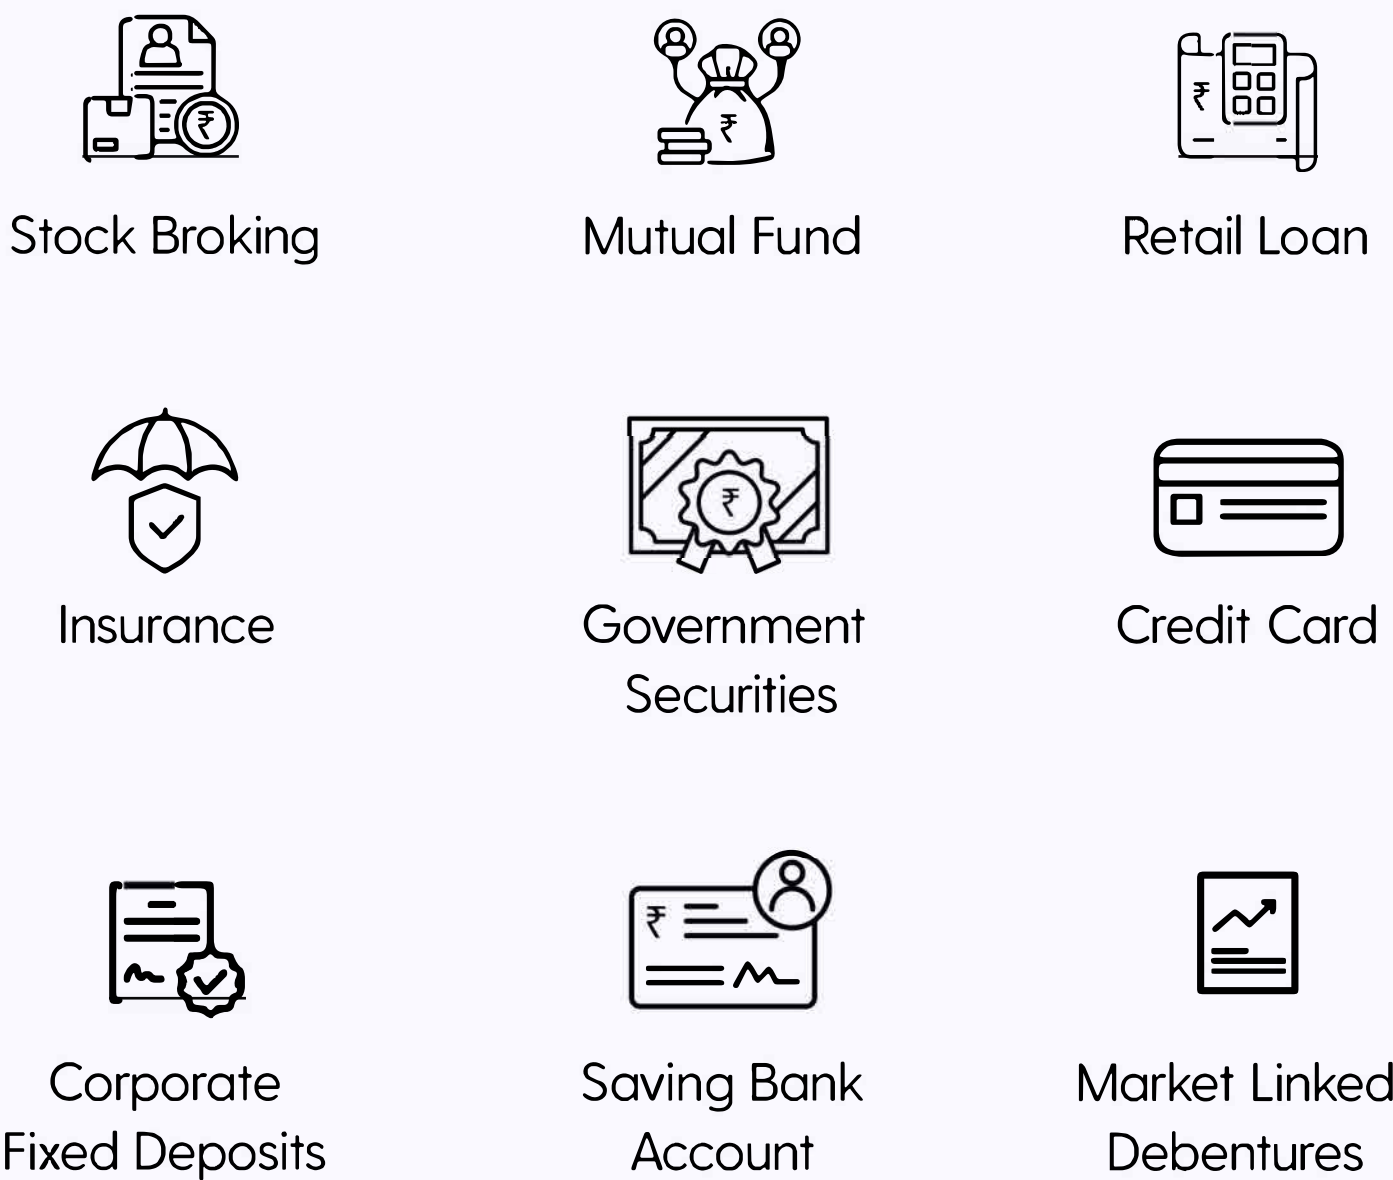 ₹
₹
₹
Stock Broking
Mutual Fund
Retail Loan
₹
Insurance
Government
Securities
Credit Card
₹
Corporate
Fixed Deposits
Saving Bank
Account
Market Linked
Debentures